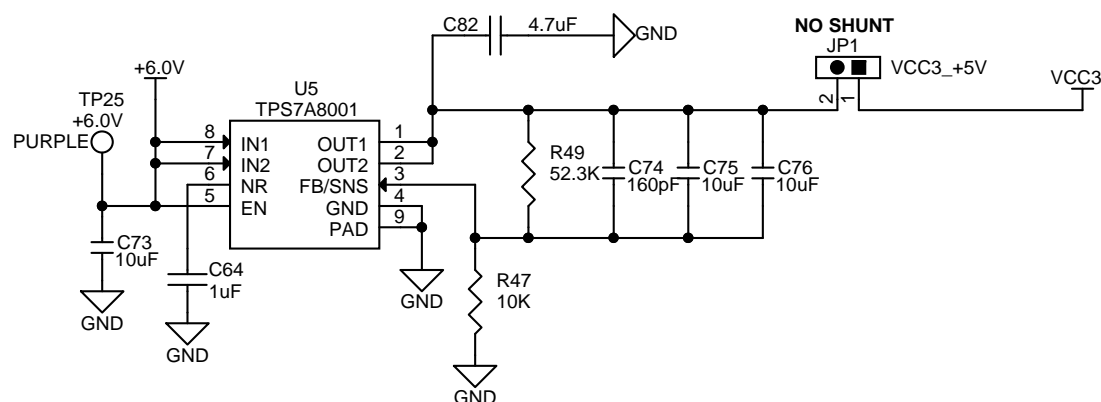 C82
4.7uF
GND
NO SHUNT
JP1
VCC3_+5V
VCC3
2
1
+6.0V
TP25
+6.0V
PURPLE
U5
TPS7A8001
8
IN1
OUT1
1
7
IN2
OUT2
2
6
NR
FB/SNS
3
5
EN
GND
4
PAD
9
R49
52.3K
C74
160pF
C75
10uF
C76
10uF
C73
10uF
C64
1uF
R47
10K
GND
GND
GND
GND